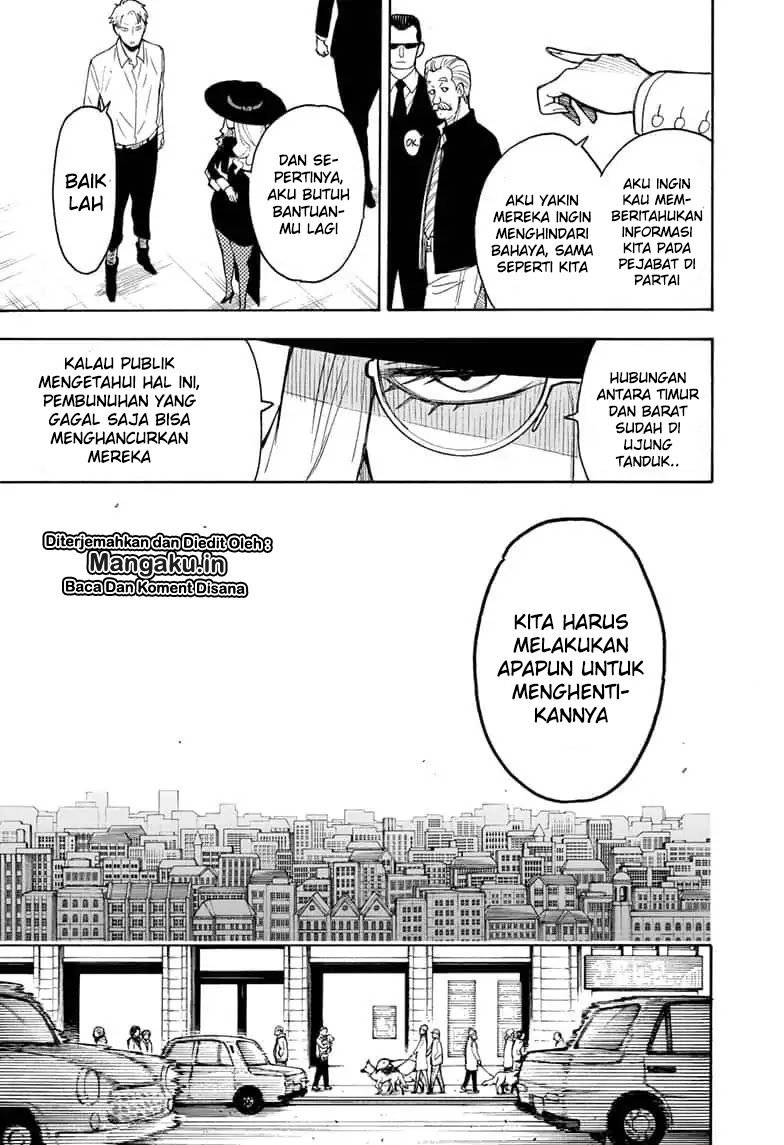 AKU INGIN
KAU MEM-
BERITAHUKAN
INFORMASI
KITA PADA
PEJABAT DI
PARTAI
AKU YAKIN
MEREKA INGIN
MENGHINDARI
BAHAYA, SAMA
SEPERTI KITA
OK.
DAN SE-
PERTINYA,
AKU BUTUH
BANTUAN-
MU LAGI
BAIK
LAH
HUBUNGAN
ANTARA TIMUR
DAN BARAT
SUDAH DI
UJUNG
TANDUK..
KALAU PUBLIK
MENGETAHUI HAL INI,
PEMBUNUHAN YANG
GAGAL SAJA BISA
MENGHANCURKAN
MEREKA
Diterjemahkan dan Diedit Oleh :
Mangaku.in
Baca Dan Koment Disana
KITA HARUS
MELAKUKAN
APAPUN UNTUK
MENGHENTI-
KANNYA